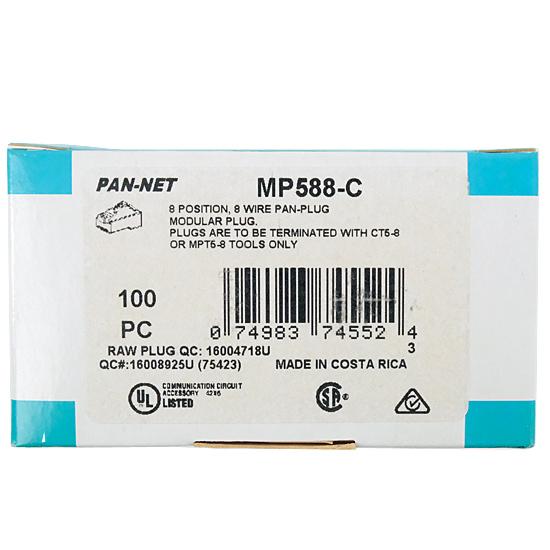 PAN-NET
MP588-C
8 POSITION, 8 WIRE PAN-PLUG
MODULAR PLUG.
PLUGS ARE TO BE TERMINATED WITH CT5-8
OR MPT5-8 TOOLS ONLY
100
PC
0 74983 74552 4
3
RAW PLUG QC: 16004718U
QC#:16008925U (75423)
MADE IN COSTA RICA
UL
COMMUNICATION CIRCUIT
ACCESSORY 42X6
LISTED
SA